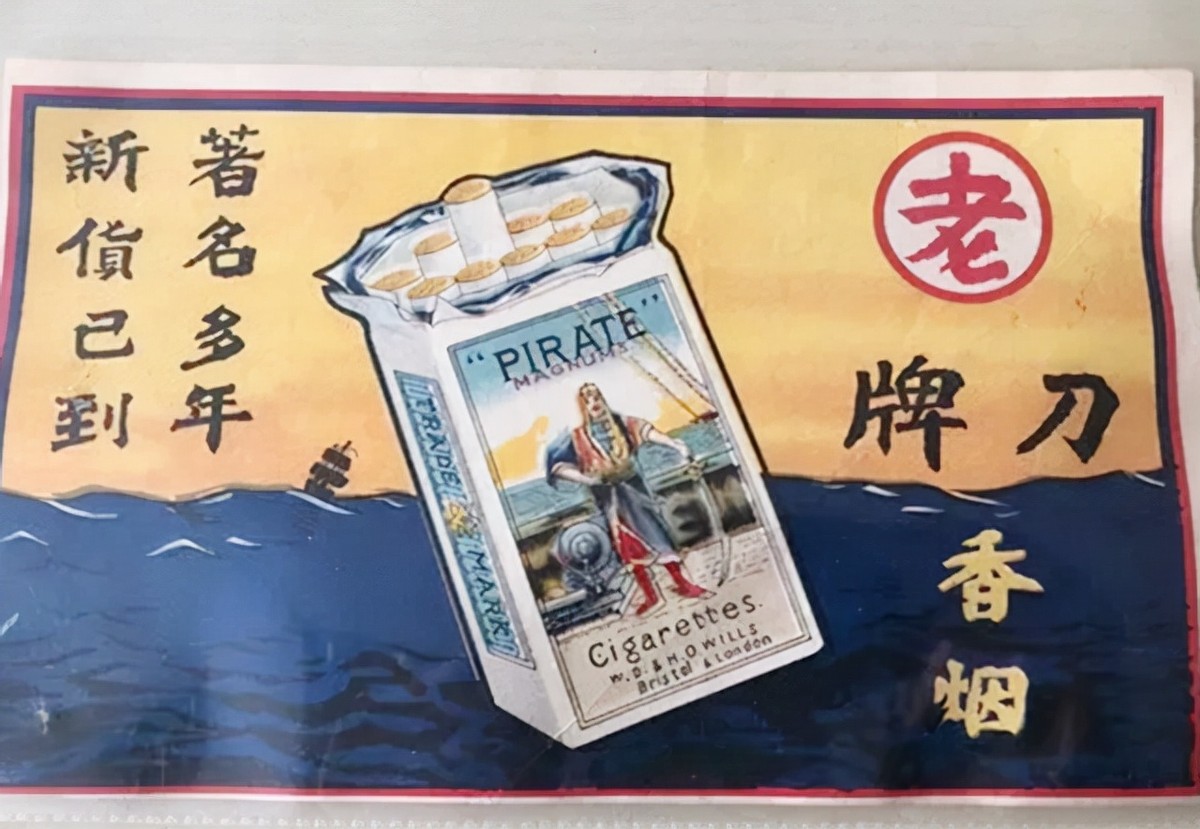 老
刀牌
香烟
著名多年
新貨已到
"PIRATE"
MAGNUMS
Cigarettes.
W.D. & H.O. WILLS
Bristol & London
TRADE MARK